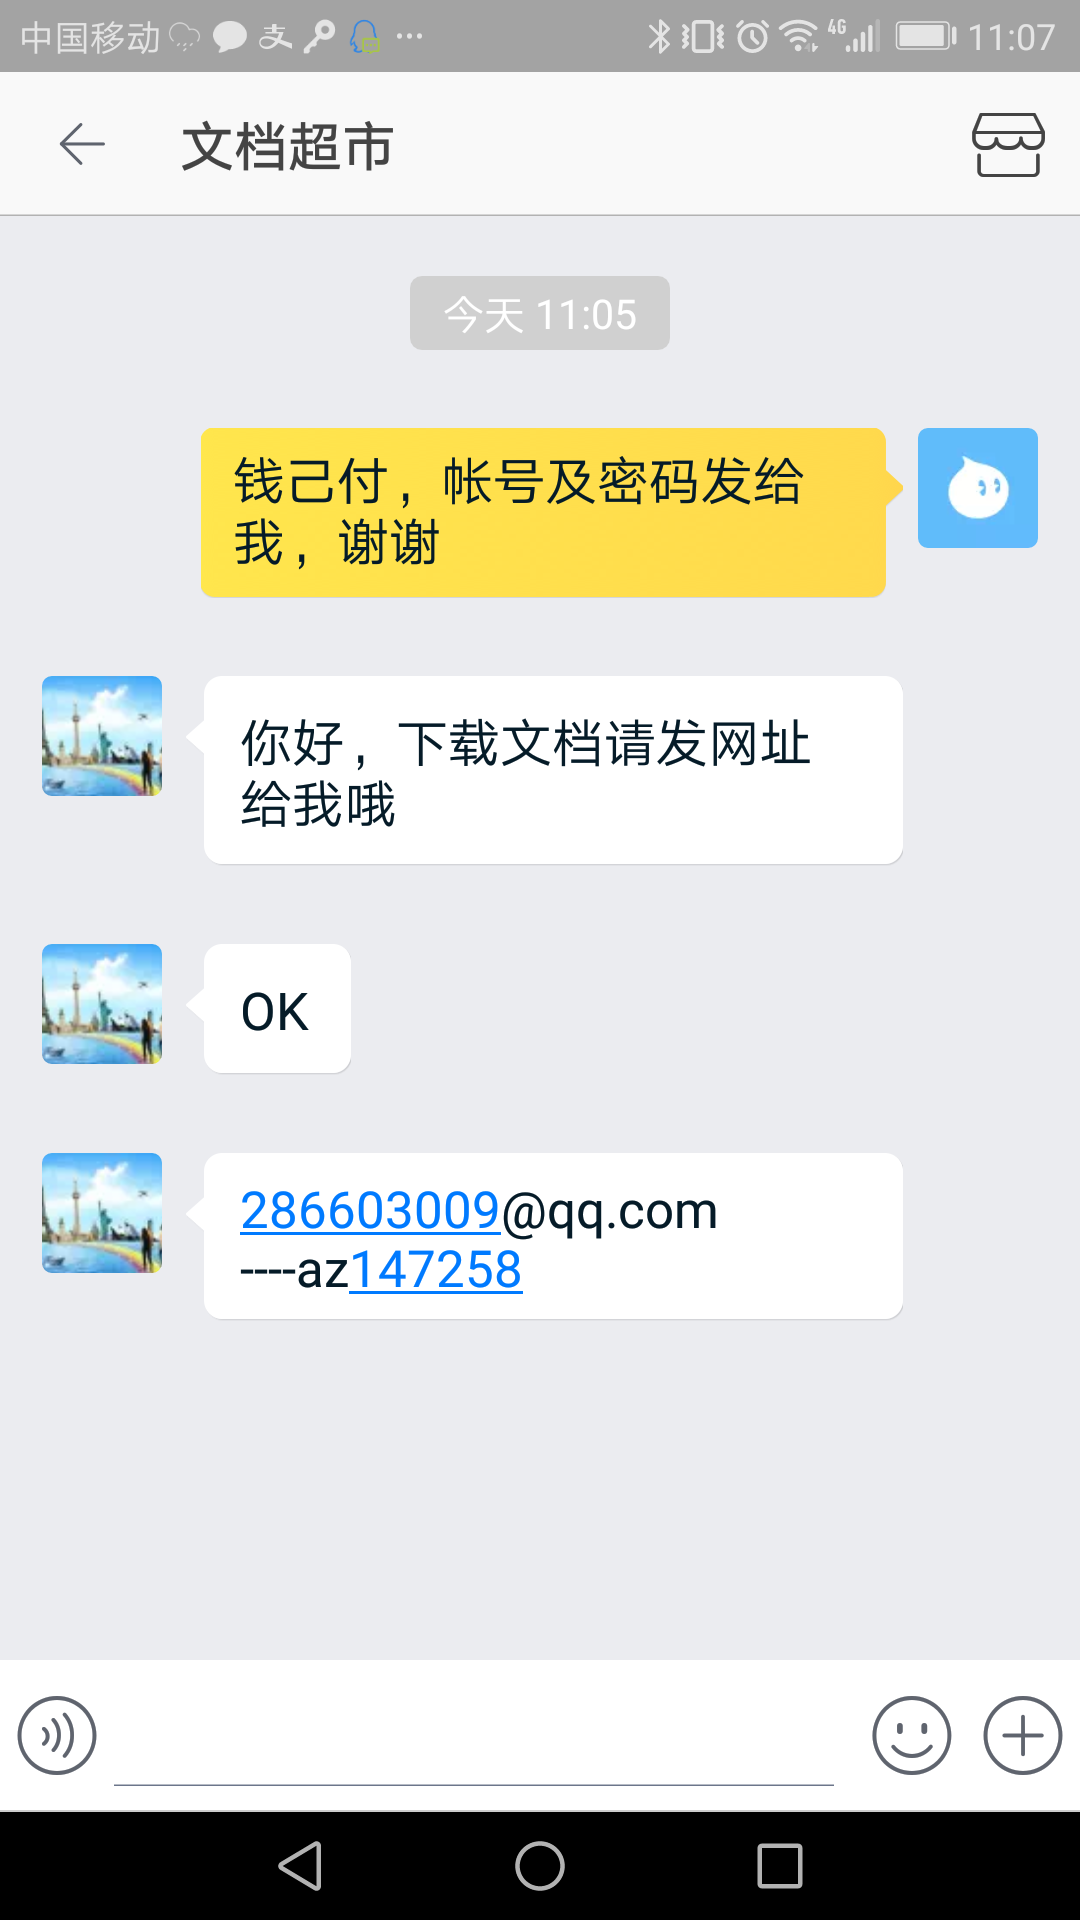 中国移动 支 4G 11:07
文档超市
今天 11:05
钱己付，帐号及密码发给
我，谢谢
你好，下载文档请发网址
给我哦
OK
286603009@qq.com
----az147258